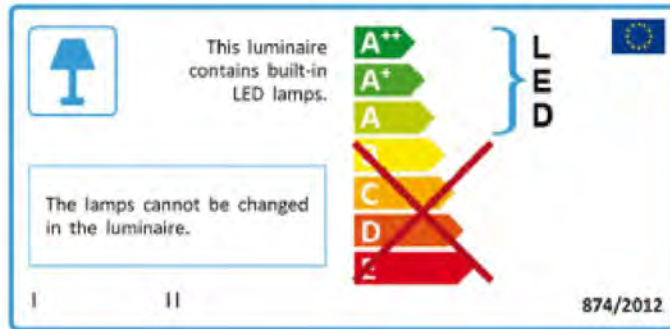 This luminaire
contains built-in
LED lamps.
A++
A+
A
C
D
L
E
D
The lamps cannot be changed
in the luminaire.
I II
874/2012